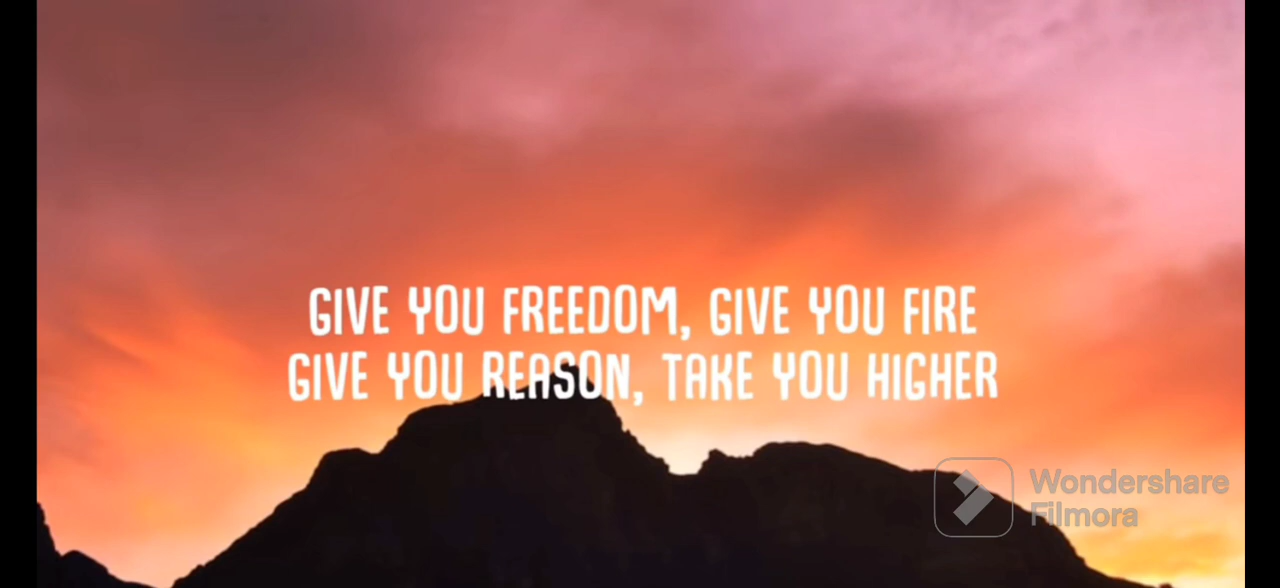 GIVE YOU FREEDOM, GIVE YOU FIRE
GIVE YOU REASON, TAKE YOU HIGHER
Wondershare
Filmora